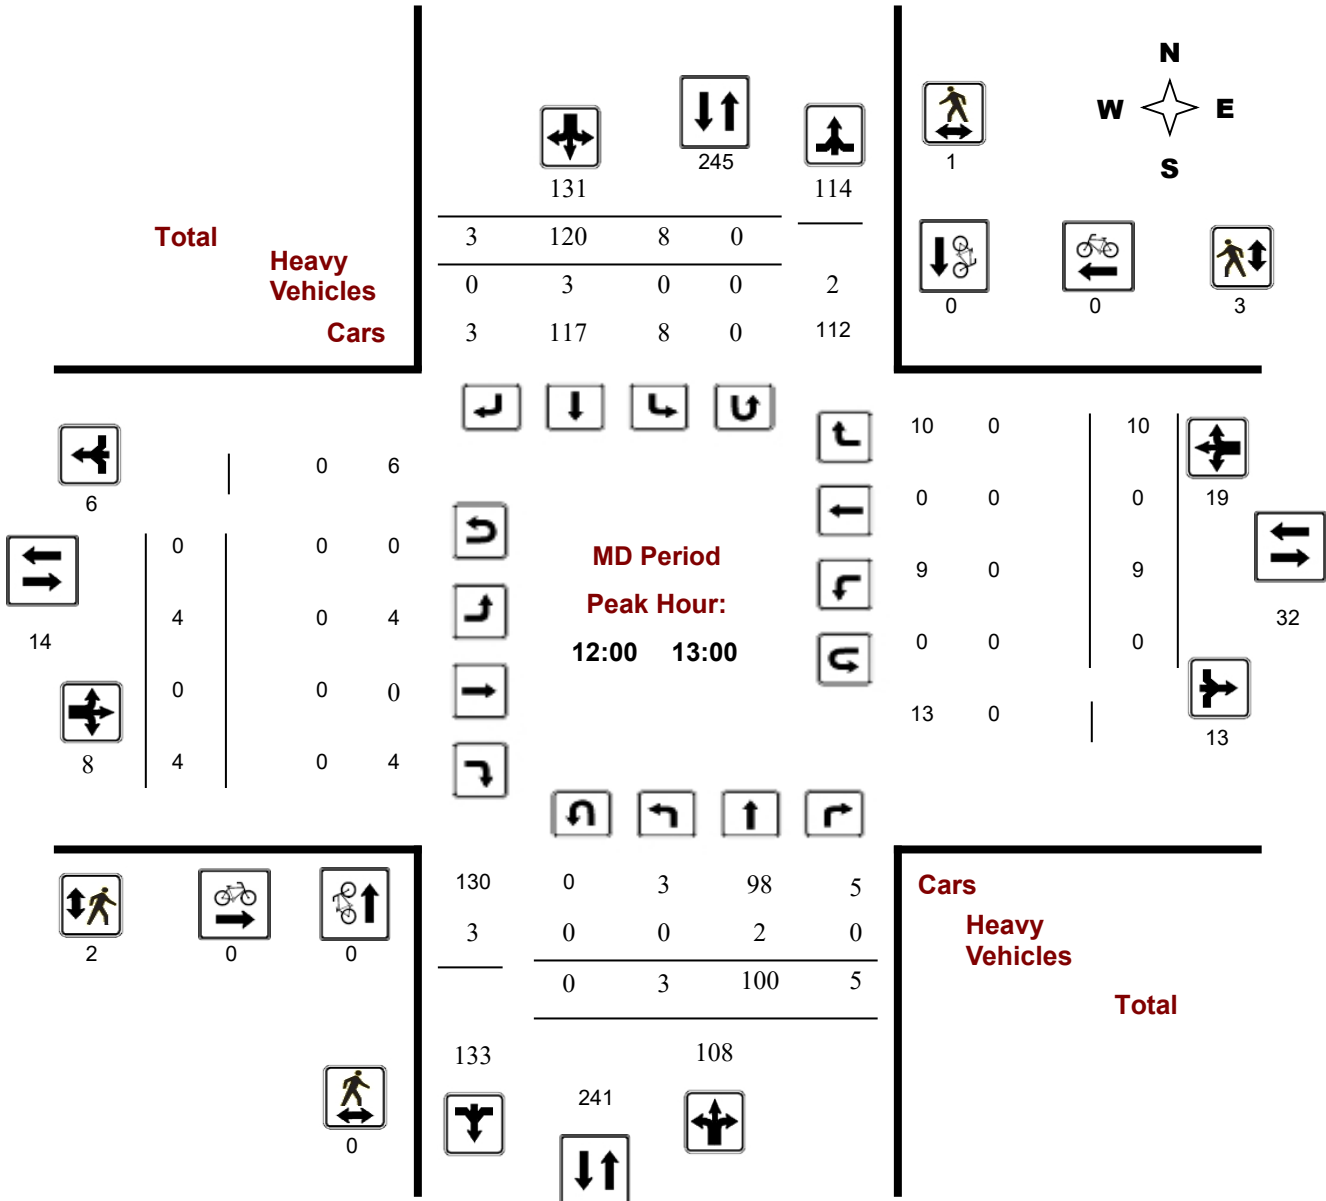 N
W E
S
245
131
114
1
Total
3 120 8 0
Heavy
Vehicles
0 3 0 0 2
0 0 3
Cars
3 117 8 0 112
10 0 10
0 6
6
0 0 0
19
0 0 0
MD Period
9 0 9
4 0 4
Peak Hour:
32
14
0 0 0
12:00 13:00
0 0 0
13 0
13
8
4 0 4
130 0 3 98 5
Cars
3 0 0 2 0
Heavy
Vehicles
2 0 0
0 3 100 5
Total
133 108
241
0